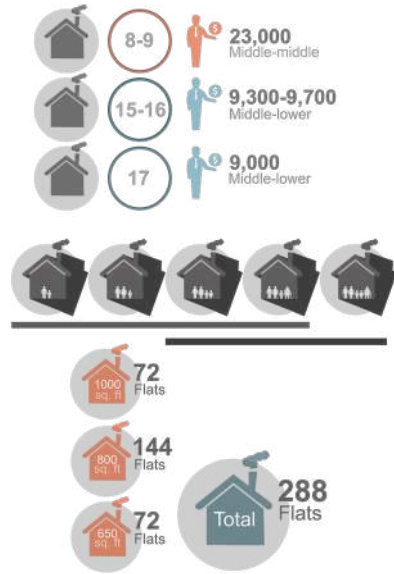 8-9
$
23,000
Middle-middle
15-16
$
9,300-9,700
Middle-lower
17
$
9,000
Middle-lower
1000
sq. ft
72
Flats
800
sq. ft
144
Flats
650
sq. ft
72
Flats
Total
288
Flats